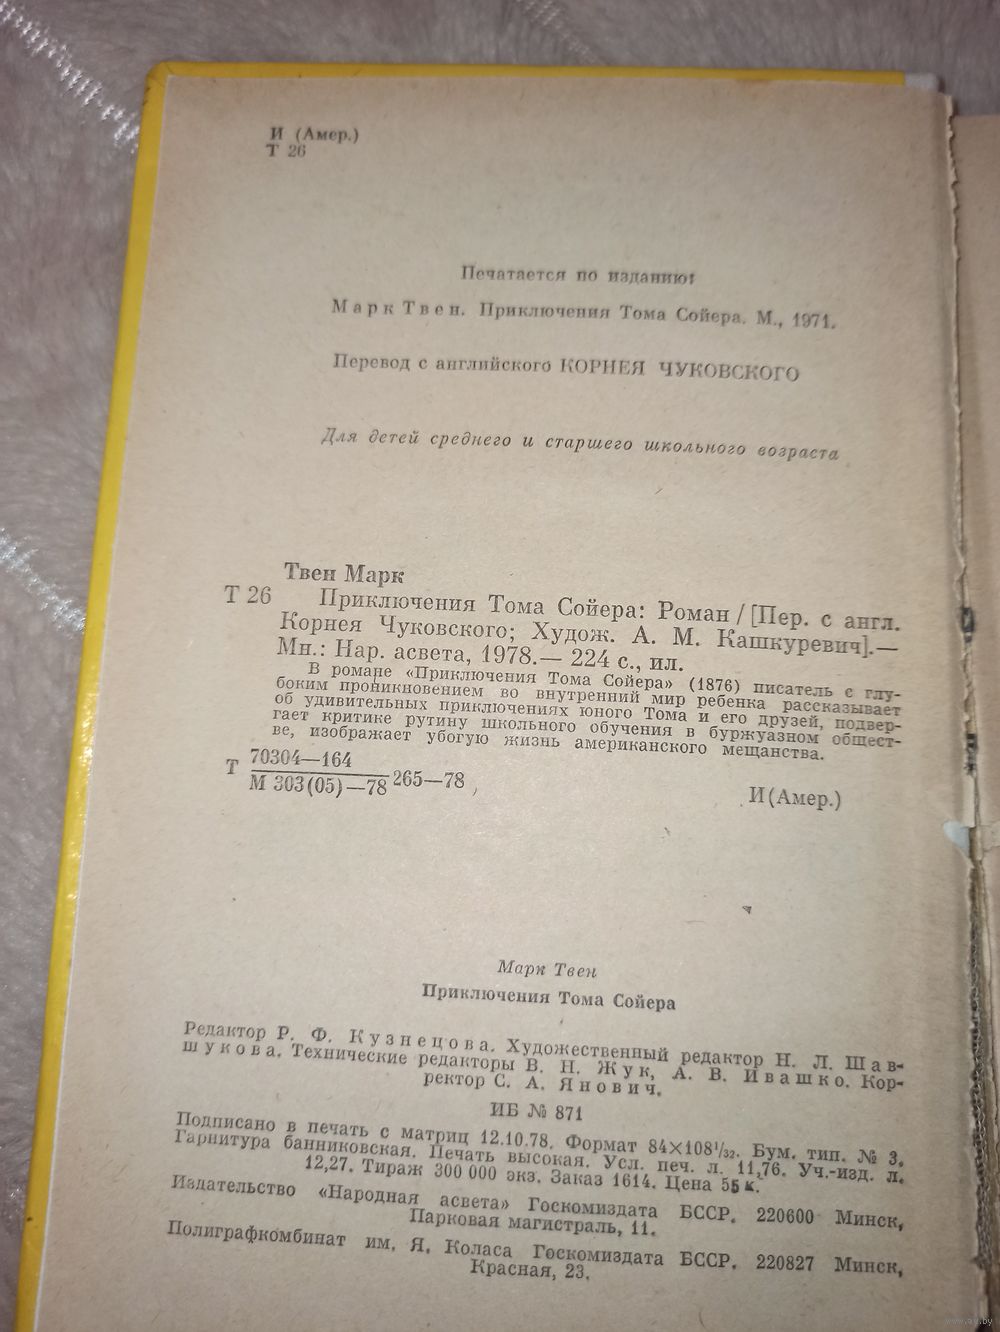 И (Амер.)
Т 26
Печатается по изданию:
Марк Твен. Приключения Тома Сойера. М., 1971.
Перевод с английского КОРНЕЯ ЧУКОВСКОГО
Для детей среднего и старшего школьного возраста
Твен Марк
Т 26 Приключения Тома Сойера: Роман / [Пер. с англ.
Корнея Чуковского; Худож. А. М. Кашкуревич].—
Мн.: Нар. асвета, 1978.— 224 с., ил.
В романе «Приключения Тома Сойера» (1876) писатель с глу-
боким проникновением во внутренний мир ребенка рассказывает
об удивительных приключениях юного Тома и его друзей, подвер-
гает критике рутину школьного обучения в буржуазном общест-
ве, изображает убогую жизнь американского мещанства.
Т 70304—164
М 303(05)—78 265—78
И(Амер.)
Марк Твен
Приключения Тома Сойера
Редактор Р. Ф. Кузнецова. Художественный редактор Н. Л. Шав-
шукова. Технические редакторы В. Н. Жук, А. В. Ивашко. Кор-
ректор С. А. Янович.
ИБ № 871
Подписано в печать с матриц 12.10.78. Формат 84×108¹/₃₂. Бум. тип. № 3.
Гарнитура банниковская. Печать высокая. Усл. печ. л. 11,76. Уч.-изд. л.
12,27. Тираж 300 000 экз. Заказ 1614. Цена 55 к.
Издательство «Народная асвета» Госкомиздата БССР. 220600 Минск,
Парковая магистраль, 11.
Полиграфкомбинат им. Я. Коласа Госкомиздата БССР. 220827 Минск,
Красная, 23.
www.ay.by